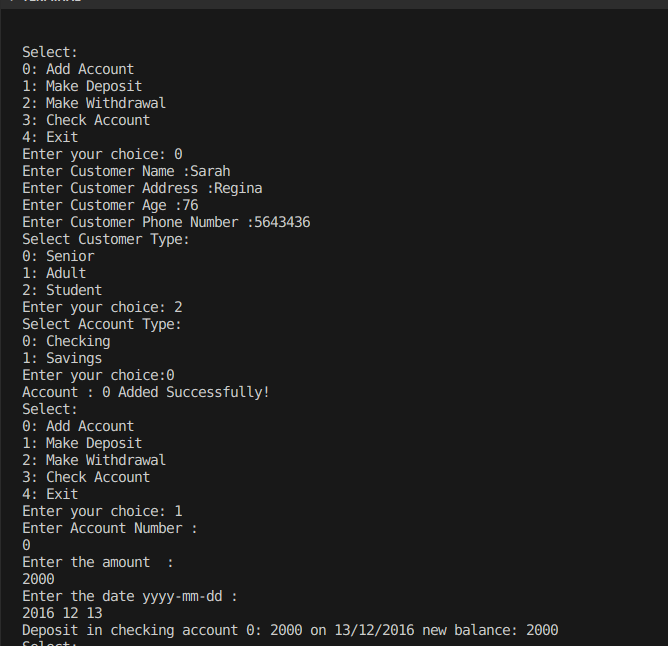 Select:
0: Add Account
1: Make Deposit
2: Make Withdrawal
3: Check Account
4: Exit
Enter your choice: 0
Enter Customer Name :Sarah
Enter Customer Address :Regina
Enter Customer Age :76
Enter Customer Phone Number :5643436
Select Customer Type:
0: Senior
1: Adult
2: Student
Enter your choice: 2
Select Account Type:
0: Checking
1: Savings
Enter your choice:0
Account : 0 Added Successfully!
Select:
0: Add Account
1: Make Deposit
2: Make Withdrawal
3: Check Account
4: Exit
Enter your choice: 1
Enter Account Number :
0
Enter the amount  :
2000
Enter the date yyyy-mm-dd :
2016 12 13
Deposit in checking account 0: 2000 on 13/12/2016 new balance: 2000
Select: